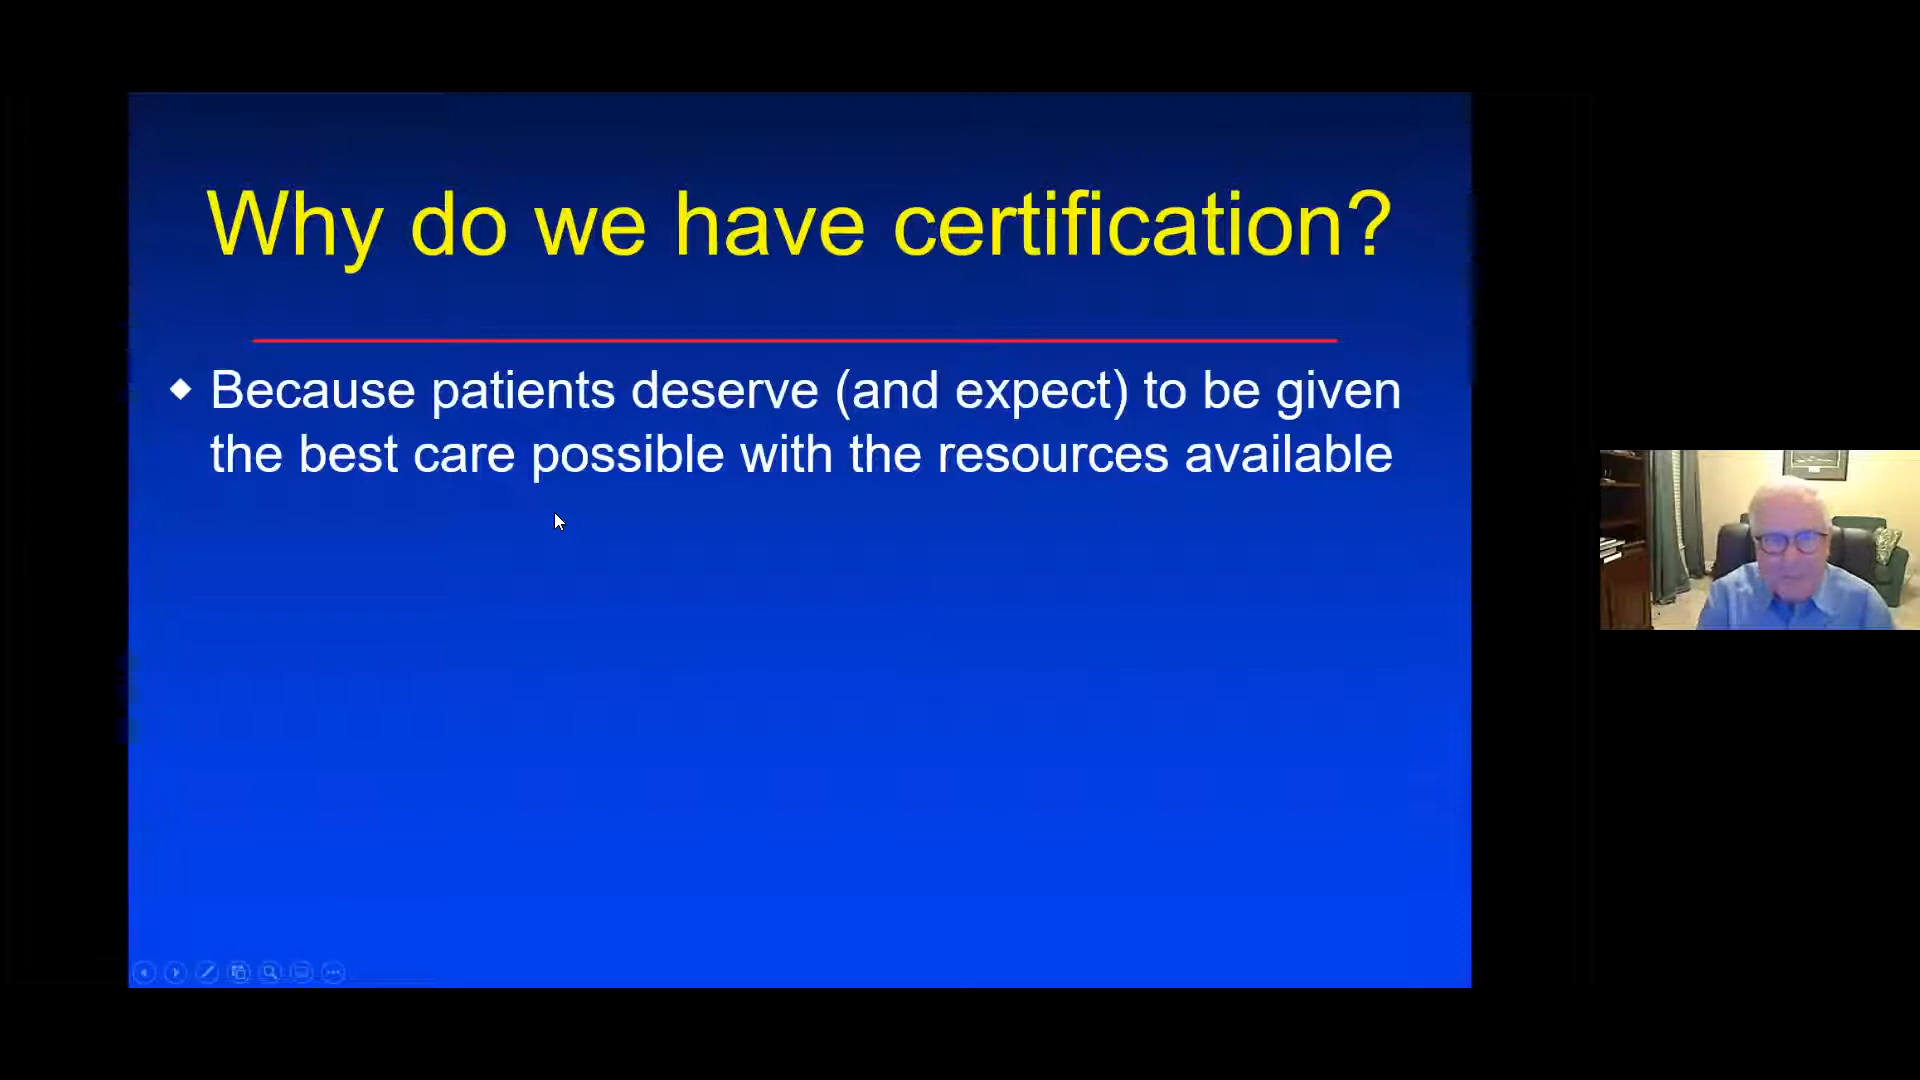 Why do we have certification?
Because patients deserve (and expect) to be given
the best care possible with the resources available